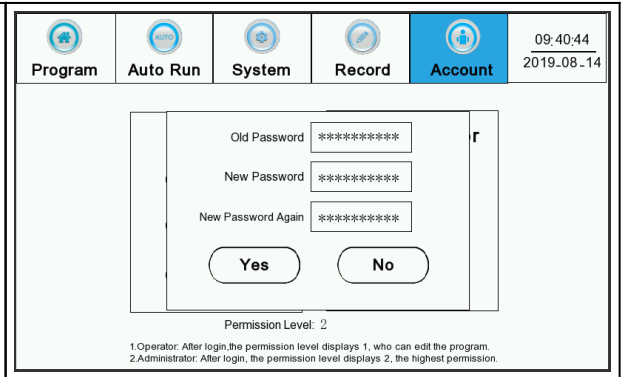 AUTO
Program Auto Run System Record Account
09:40:44
2019-08-14
r
Old Password **********
New Password **********
New Password Again **********
Yes No
Permission Level: 2
1.Operator: After login,the permission level displays 1, who can edit the program.
2.Administrator: After login, the permission level displays 2, the highest permission.